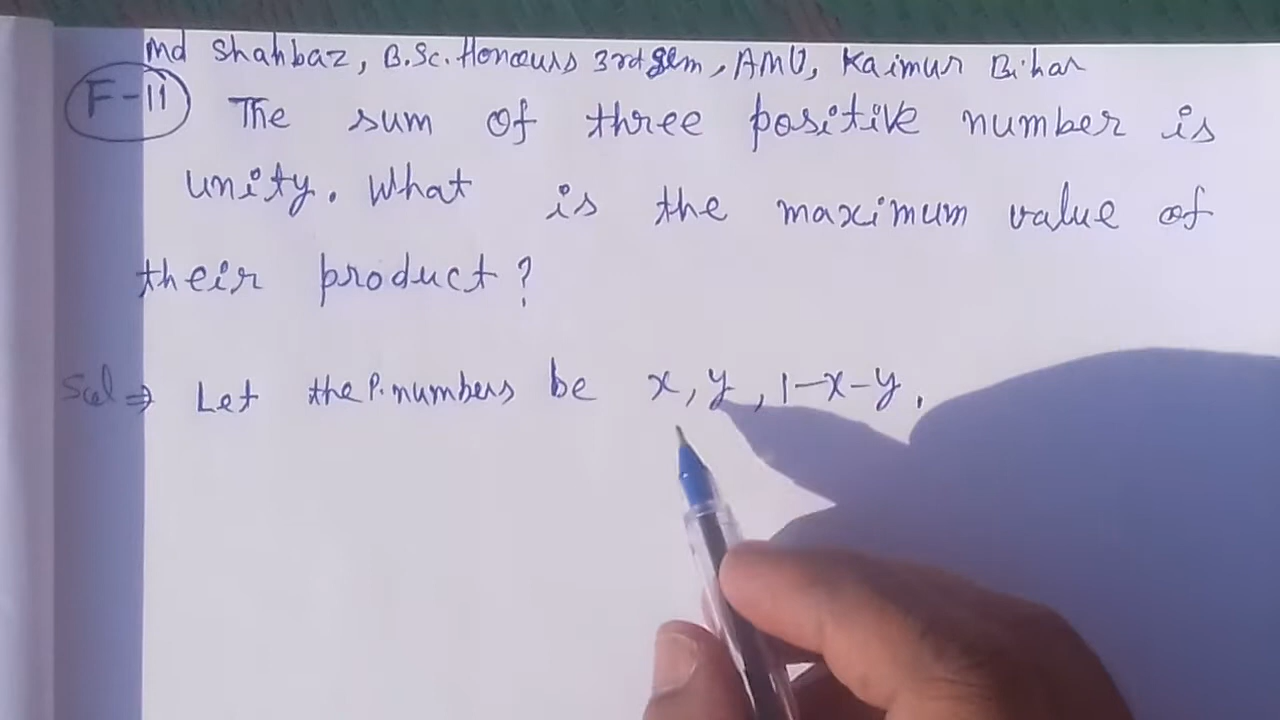 Md Shahbaz, B.Sc. Honours 3rd Sem, AMU, Kaimur Bihar
F-11 The sum of three positive number is
unity. What is the maximum value of
their product?
Sol ⇒ Let the P. numbers be x, y, 1-x-y.